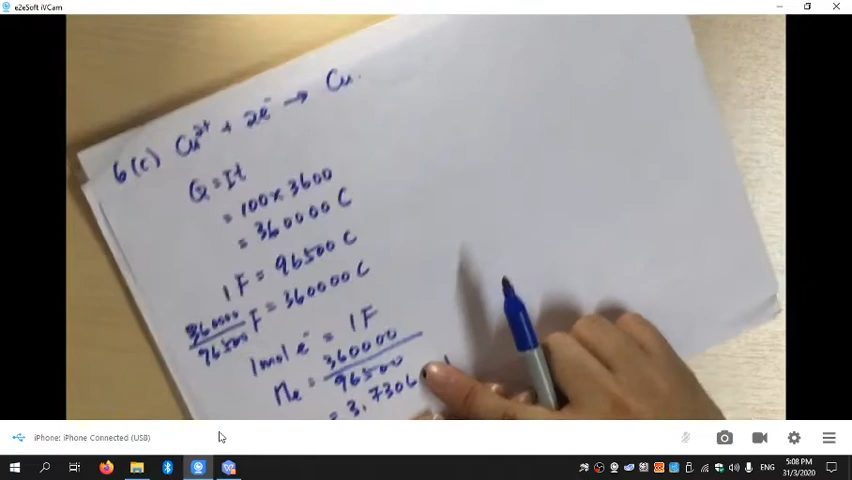 e2eSoft iVCam
6(c) Cu²⁺ + 2e⁻ → Cu
Q = It
= 100 × 3600
= 360000 C
1 F = 96500 C
360000/96500 F = 360000 C
1 mol e⁻ = 1 F
nₑ = 360000/96500
= 3.7306
iPhone: iPhone Connected (USB)
ENG
5:08 PM
31/3/2020